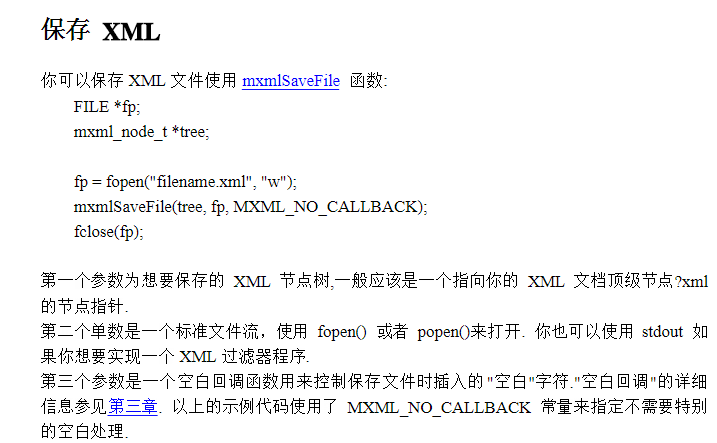 保存 XML
你可以保存 XML 文件使用 mxmlSaveFile 函数:
FILE *fp;
mxml_node_t *tree;
fp = fopen("filename.xml", "w");
mxmlSaveFile(tree, fp, MXML_NO_CALLBACK);
fclose(fp);
第一个参数为想要保存的 XML 节点树,一般应该是一个指向你的 XML 文档顶级节点?xml
的节点指针.
第二个单数是一个标准文件流，使用 fopen() 或者 popen()来打开. 你也可以使用 stdout 如
果你想要实现一个 XML 过滤器程序.
第三个参数是一个空白回调函数用来控制保存文件时插入的"空白"字符."空白回调"的详细
信息参见第三章. 以上的示例代码使用了 MXML_NO_CALLBACK 常量来指定不需要特别
的空白处理.